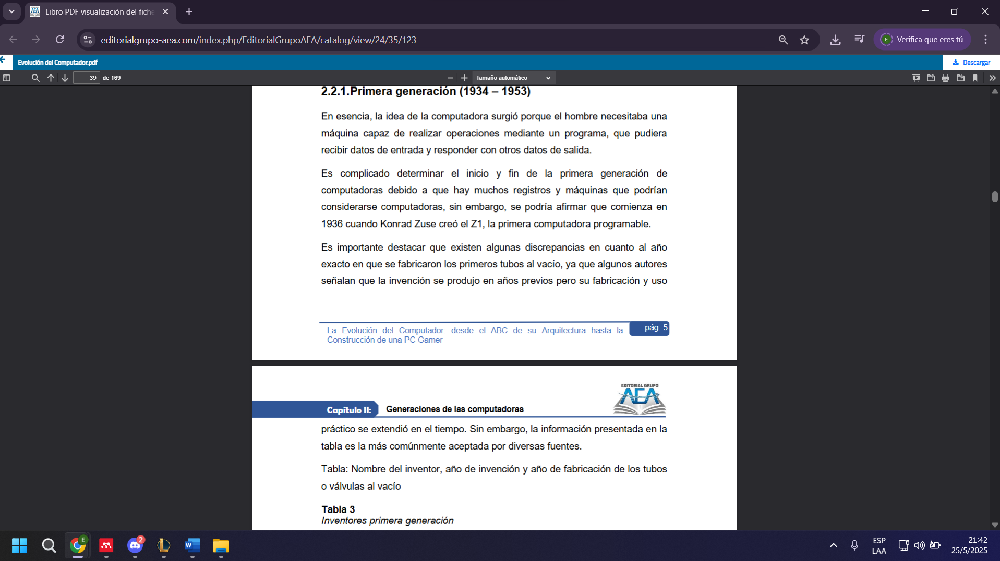 Libro PDF visualización del fiche
editorialgrupo-aea.com/index.php/EditorialGrupoAEA/catalog/view/24/35/123
E
Verifica que eres tú
Evolución del Computador.pdf
Descargar
39 de 169
Tamaño automático
2.2.1.Primera generación (1934 – 1953)
En esencia, la idea de la computadora surgió porque el hombre necesitaba una
máquina capaz de realizar operaciones mediante un programa, que pudiera
recibir datos de entrada y responder con otros datos de salida.
Es complicado determinar el inicio y fin de la primera generación de
computadoras debido a que hay muchos registros y máquinas que podrían
considerarse computadoras, sin embargo, se podría afirmar que comienza en
1936 cuando Konrad Zuse creó el Z1, la primera computadora programable.
Es importante destacar que existen algunas discrepancias en cuanto al año
exacto en que se fabricaron los primeros tubos al vacío, ya que algunos autores
señalan que la invención se produjo en años previos pero su fabricación y uso
La Evolución del Computador: desde el ABC de su Arquitectura hasta la
Construcción de una PC Gamer
pág. 5
EDITORIAL GRUPO
AEA
Capítulo II:
Generaciones de las computadoras
práctico se extendió en el tiempo. Sin embargo, la información presentada en la
tabla es la más comúnmente aceptada por diversas fuentes.
Tabla: Nombre del inventor, año de invención y año de fabricación de los tubos
o válvulas al vacío
Tabla 3
Inventores primera generación
E
2
W
ESP
LAA
21:42
25/5/2025